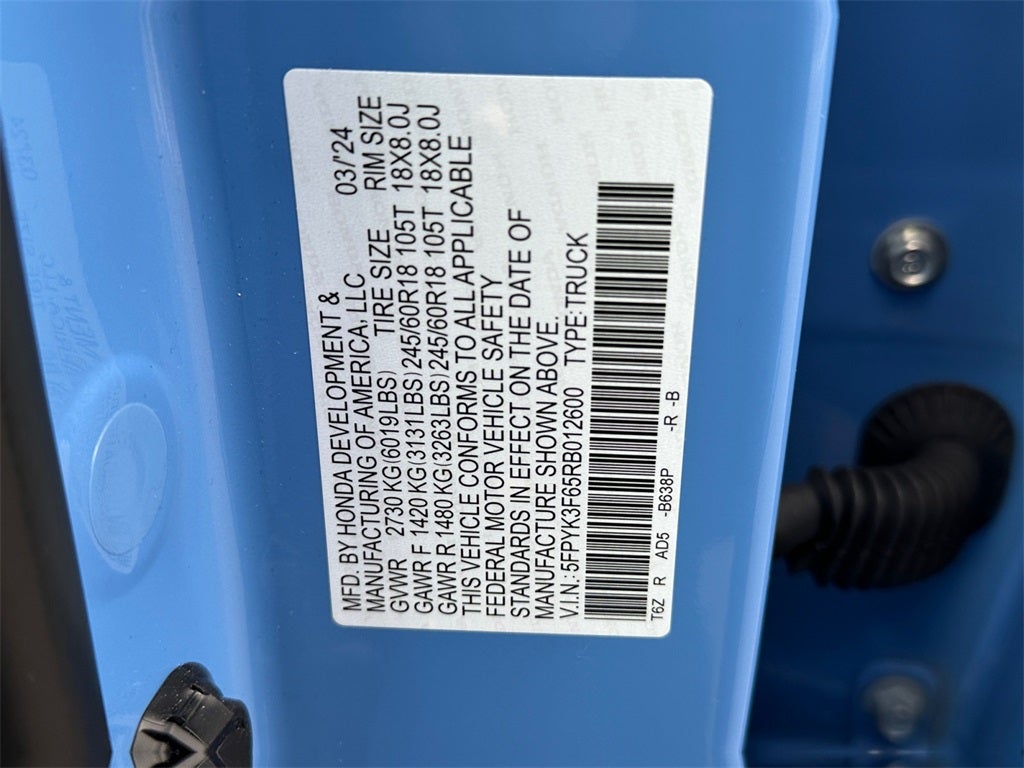 MFD. BY HONDA DEVELOPMENT &
MANUFACTURING OF AMERICA, LLC 03/'24
GVWR 2730 KG(6019LBS) TIRE SIZE RIM SIZE
GAWR F 1420 KG(3131LBS) 245/60R18 105T 18X8.0J
GAWR R 1480 KG(3263LBS) 245/60R18 105T 18X8.0J
THIS VEHICLE CONFORMS TO ALL APPLICABLE
FEDERAL MOTOR VEHICLE SAFETY
STANDARDS IN EFFECT ON THE DATE OF
MANUFACTURE SHOWN ABOVE.
V.I.N.:5FPYK3F65RB012600 TYPE:TRUCK
T6Z R AD5 -B638P -R -B